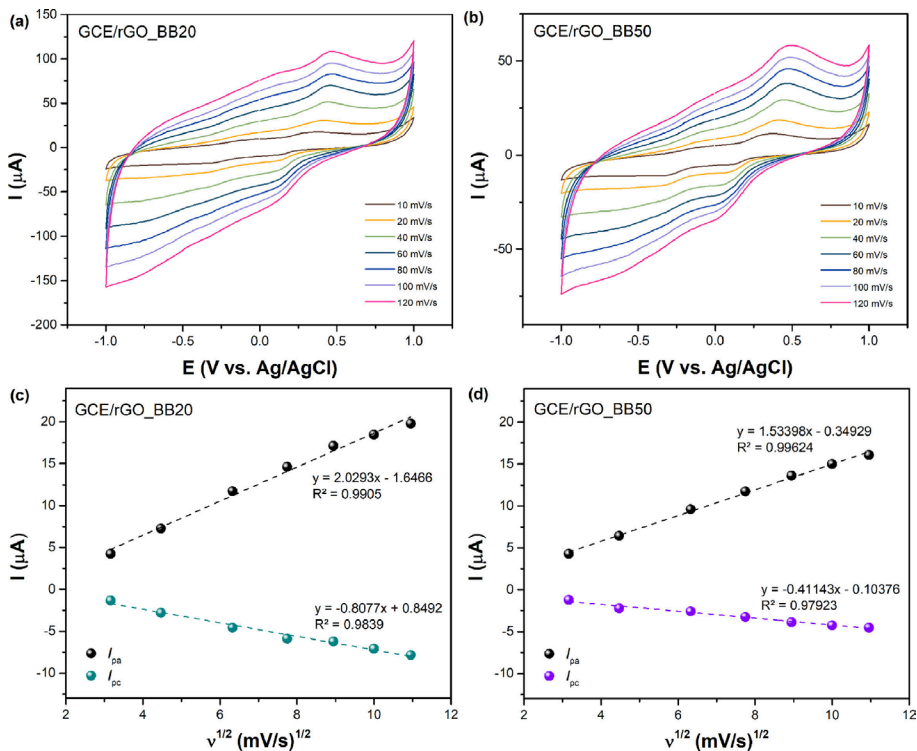 (a)
GCE/rGO_BB20
I (µA)
150
125
100
75
50
25
0
-25
-50
-75
-100
-125
-150
-175
-200
10 mV/s
20 mV/s
40 mV/s
60 mV/s
80 mV/s
100 mV/s
120 mV/s
-1.0
-0.5
0.0
0.5
1.0
E (V vs. Ag/AgCl)
(b)
GCE/rGO_BB50
I (µA)
50
0
-50
10 mV/s
20 mV/s
40 mV/s
60 mV/s
80 mV/s
100 mV/s
120 mV/s
-1.0
-0.5
0.0
0.5
1.0
E (V vs. Ag/AgCl)
(c)
GCE/rGO_BB20
I (µA)
20
15
10
5
0
-5
-10
y = 2.0293x - 1.6466
R² = 0.9905
y = -0.8077x + 0.8492
R² = 0.9839
Ipa
Ipc
2
4
6
8
10
12
ν1/2 (mV/s)1/2
(d)
GCE/rGO_BB50
I (µA)
20
15
10
5
0
-5
-10
y = 1.53398x - 0.34929
R² = 0.99624
y = -0.41143x - 0.10376
R² = 0.97923
Ipa
Ipc
2
4
6
8
10
12
ν1/2 (mV/s)1/2